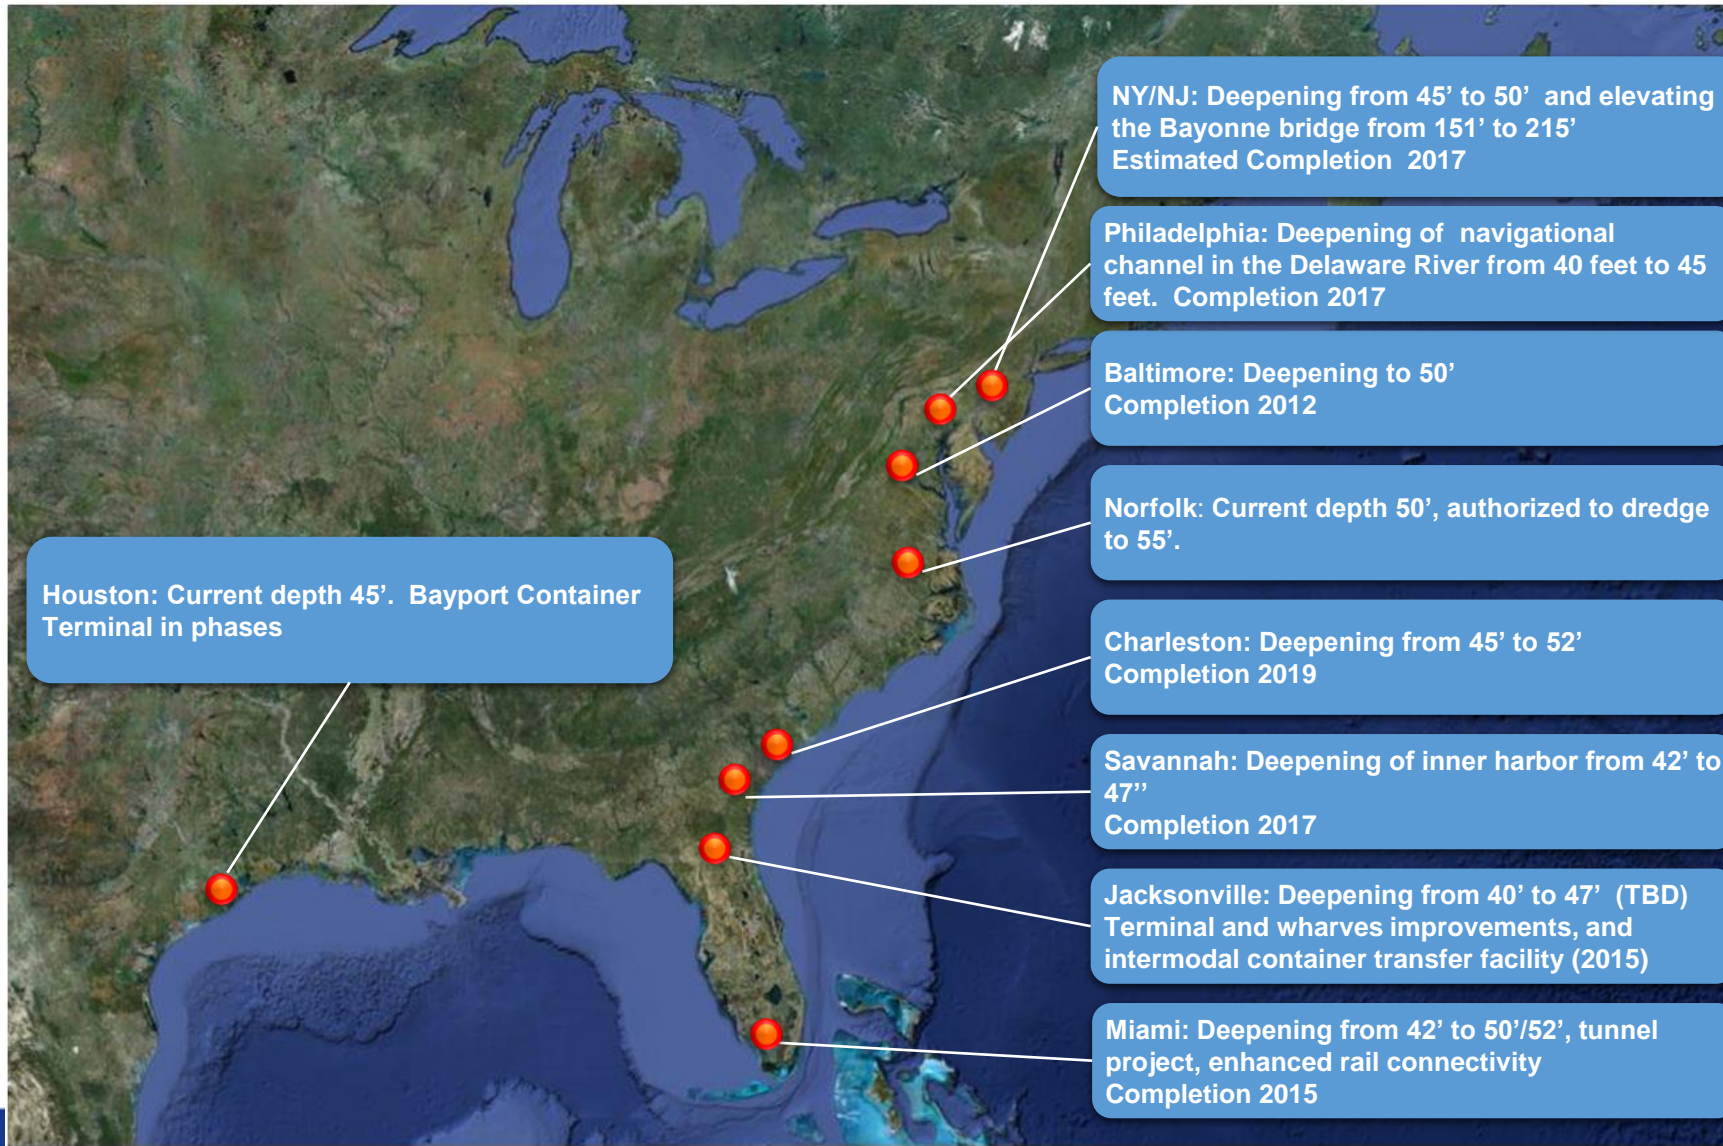 NY/NJ: Deepening from 45’ to 50’  and elevating
the Bayonne bridge from 151’ to 215’
Estimated Completion  2017
Philadelphia: Deepening of  navigational
channel in the Delaware River from 40 feet to 45
feet.  Completion 2017
Baltimore: Deepening to 50’
Completion 2012
Norfolk: Current depth 50’, authorized to dredge
to 55’.
Houston: Current depth 45’.  Bayport Container
Terminal in phases
Charleston: Deepening from 45’ to 52’
Completion 2019
Savannah: Deepening of inner harbor from 42’ to
47’’
Completion 2017
Jacksonville: Deepening from 40’ to 47’  (TBD)
Terminal and wharves improvements, and
intermodal container transfer facility (2015)
Miami: Deepening from 42’ to 50’/52’, tunnel
project, enhanced rail connectivity
Completion 2015